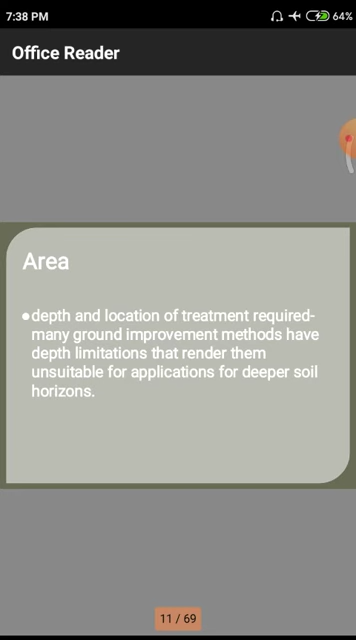 7:38 PM
64%
Office Reader
Area
●depth and location of treatment required-
many ground improvement methods have
depth limitations that render them
unsuitable for applications for deeper soil
horizons.
11 / 69